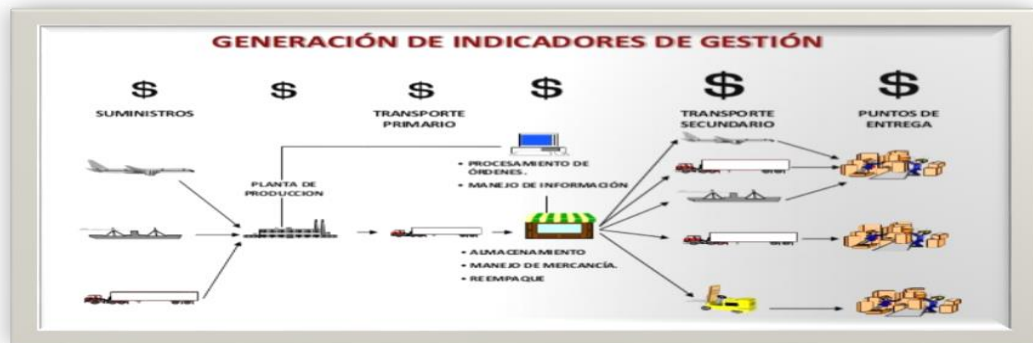 GENERACIÓN DE INDICADORES DE GESTIÓN
$ $ $ $ $ $
SUMINISTROS
PLANTA DE
PRODUCCION
TRANSPORTE
PRIMARIO
• PROCESAMIENTO DE
ÓRDENES.
• MANEJO DE INFORMACIÓN
• ALMACENAMIENTO
• MANEJO DE MERCANCÍA.
• REEMPAQUE
TRANSPORTE
SECUNDARIO
PUNTOS DE
ENTREGA